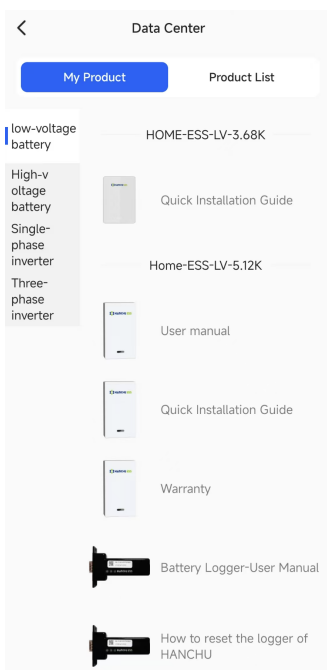 Data Center
My Product
Product List
low-voltage
battery
High-v
oltage
battery
Single-
phase
inverter
Three-
phase
inverter
HOME-ESS-LV-3.68K
Quick Installation Guide
Home-ESS-LV-5.12K
User manual
Quick Installation Guide
Warranty
Battery Logger-User Manual
How to reset the logger of
HANCHU